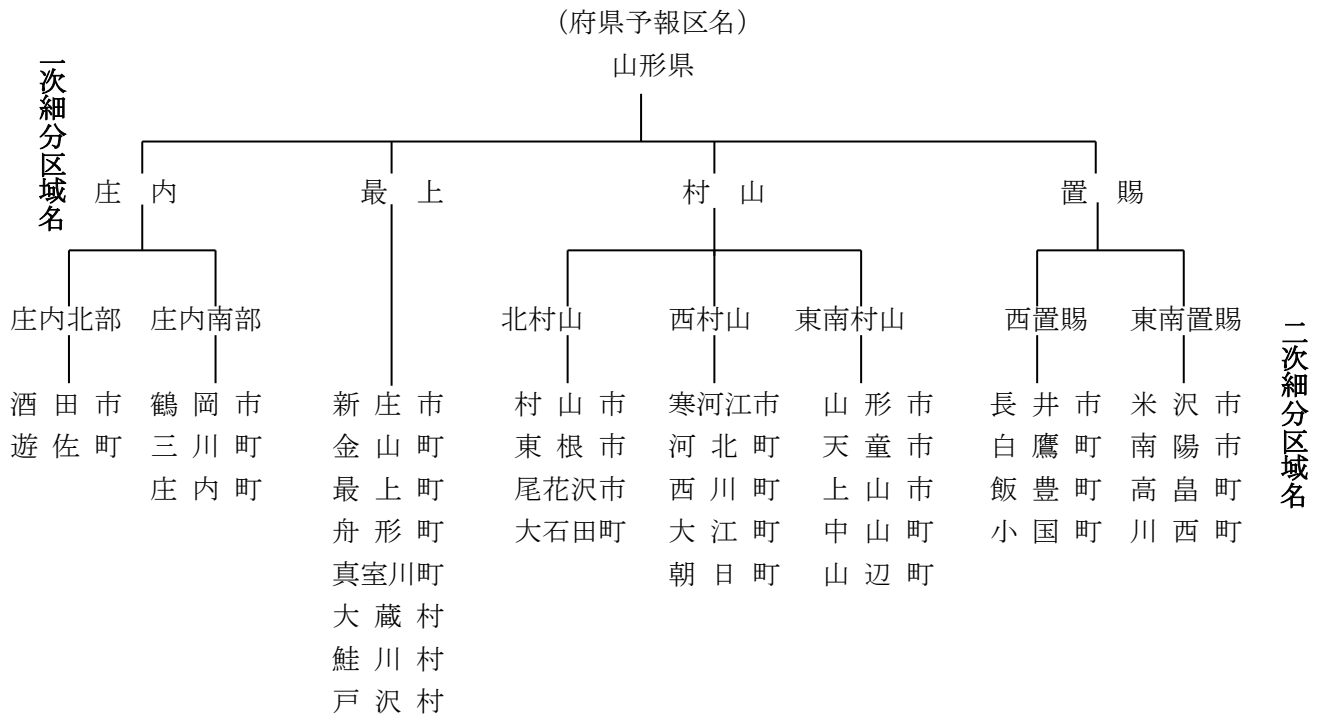 (府県予報区名)
山形県
一次細分区域名
庄内 最上 村山 置賜
庄内北部 庄内南部 北村山 西村山 東南村山 西置賜 東南置賜
二次細分区域名
酒田市 鶴岡市 新庄市 村山市 寒河江市 山形市 長井市 米沢市
遊佐町 三川町 金山町 東根市 河北町 天童市 白鷹町 南陽市
庄内町 最上町 尾花沢市 西川町 上山市 飯豊町 高畠町
舟形町 大石田町 大江町 中山町 小国町 川西町
真室川町 朝日町 山辺町
大蔵村
鮭川村
戸沢村